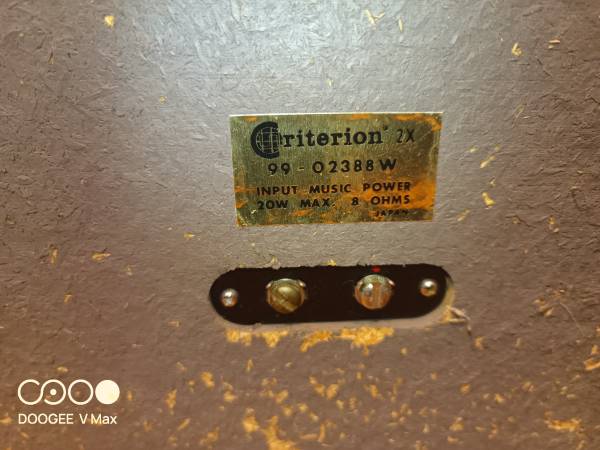 Criterion® 2X
99-02388W
INPUT MUSIC POWER
20W MAX. 8 OHMS
JAPAN
DOOGEE V Max